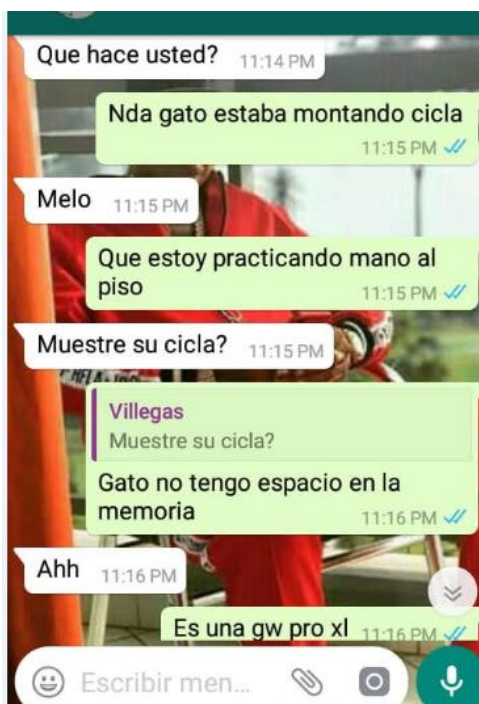 Que hace usted? 11:14 PM
Nda gato estaba montando cicla
11:15 PM
Melo 11:15 PM
Que estoy practicando mano al
piso 11:15 PM
Muestre su cicla? 11:15 PM
Villegas
Muestre su cicla?
Gato no tengo espacio en la
memoria 11:16 PM
Ahh 11:16 PM
Es una gw pro xl 11:16 PM
Escribir men...